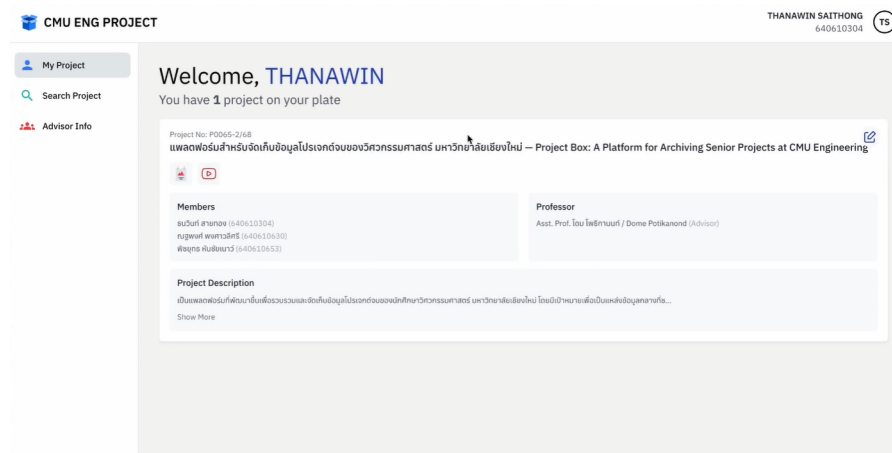 CMU ENG PROJECT
THANAWIN SAITHONG
640610304
TS
My Project
Search Project
Advisor Info
Welcome, THANAWIN
You have 1 project on your plate
Project No: P0065-2/68
แพลตฟอร์มสำหรับจัดเก็บข้อมูลโปรเจกต์จบของวิศวกรรมศาสตร์ มหาวิทยาลัยเชียงใหม่ — Project Box: A Platform for Archiving Senior Projects at CMU Engineering
Members
ธนวินท์ สายทอง (640610304)
ณฐพงศ์ (640610630)
(640610653)
Professor
Asst. Prof. โดม โพธิกานนท์ / Dome Potikanond (Advisor)
Project Description
เป็นแพลตฟอร์มที่พัฒนาขึ้นเพื่อรวบรวมและจัดเก็บข้อมูลโปรเจกต์จบของนักศึกษาวิศวกรรมศาสตร์ มหาวิทยาลัยเชียงใหม่ โดยมีเป้าหมายเพื่อเป็นแหล่งข้อมูลกลางที่ช...
Show More